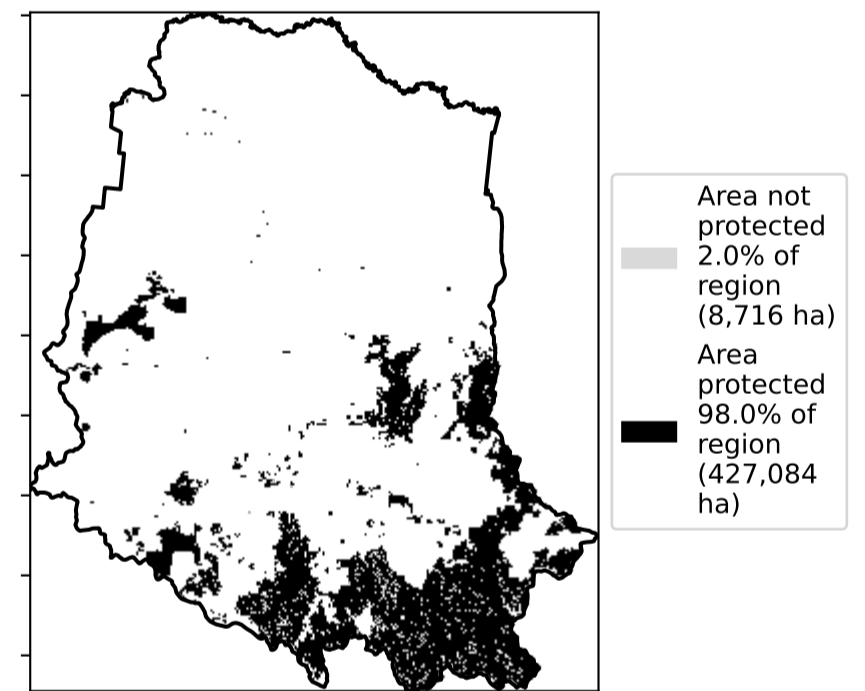 Area not
protected
2.0% of
region
(8,716 ha)
Area
protected
98.0% of
region
(427,084
ha)